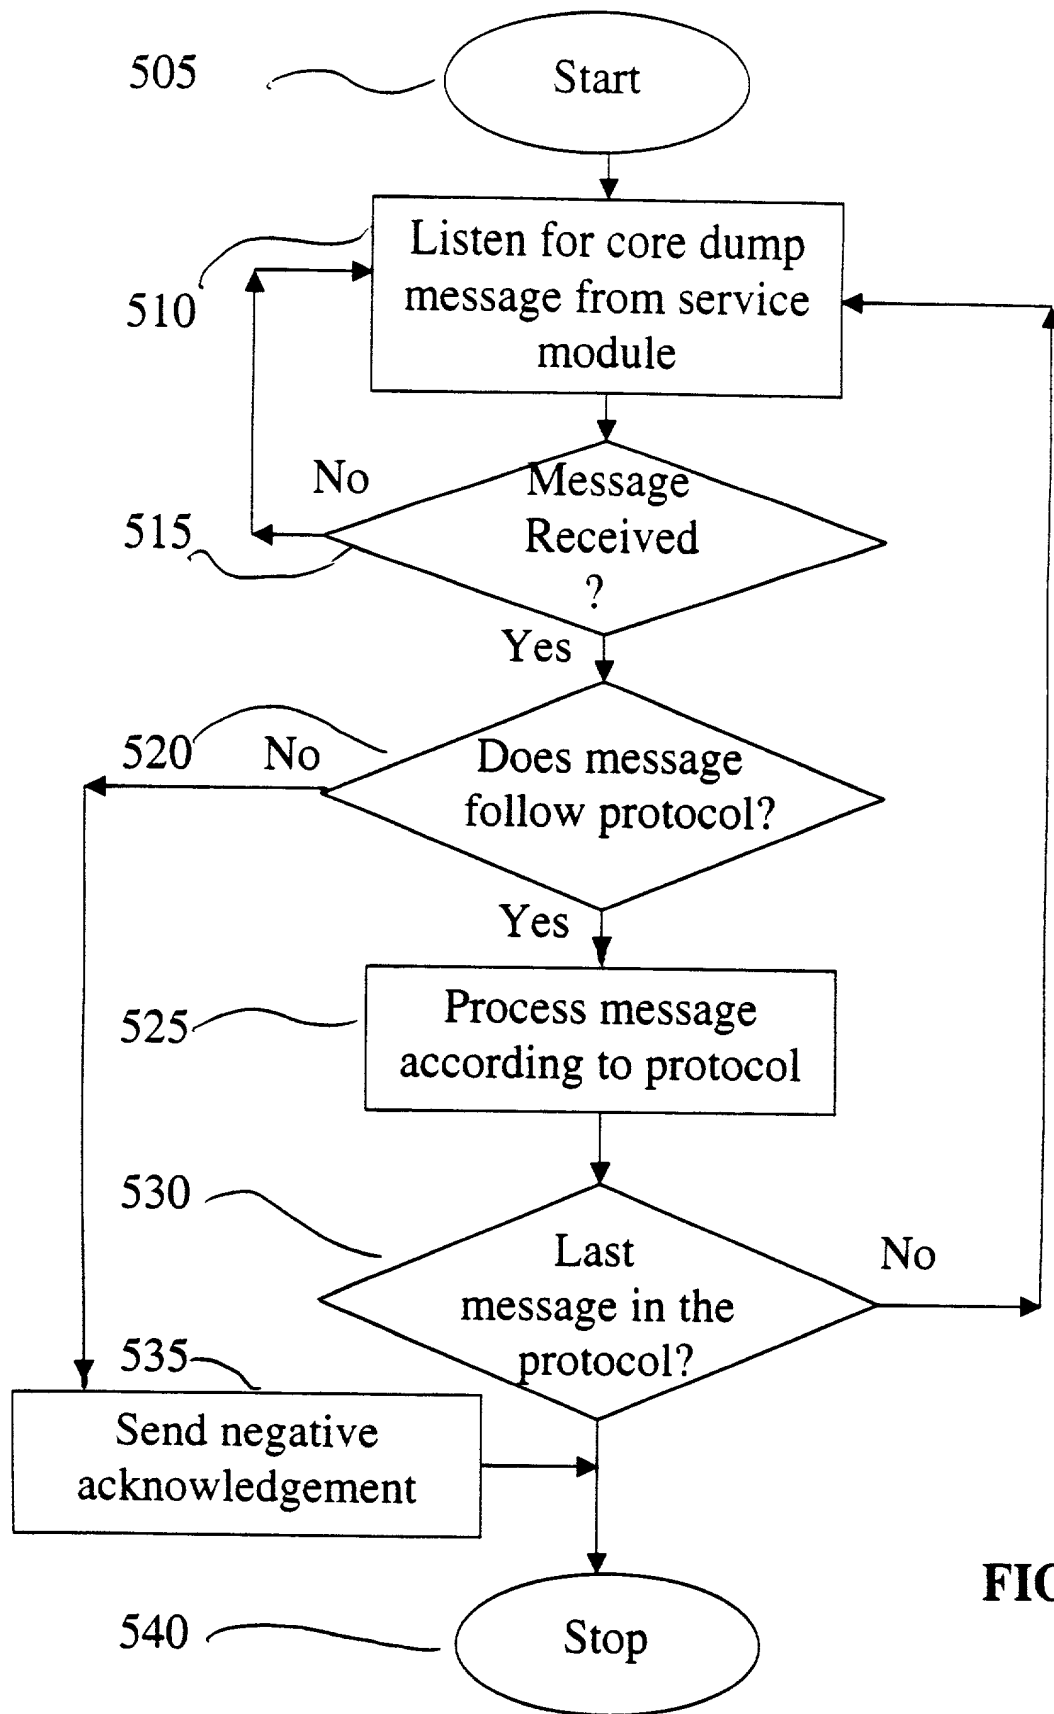 505
Start
510
Listen for core dump
message from service
module
No
515
Message
Received
?
Yes
520
No
Does message
follow protocol?
Yes
525
Process message
according to protocol
530
Last
message in the
protocol?
No
535
Send negative
acknowledgement
FIG
540
Stop